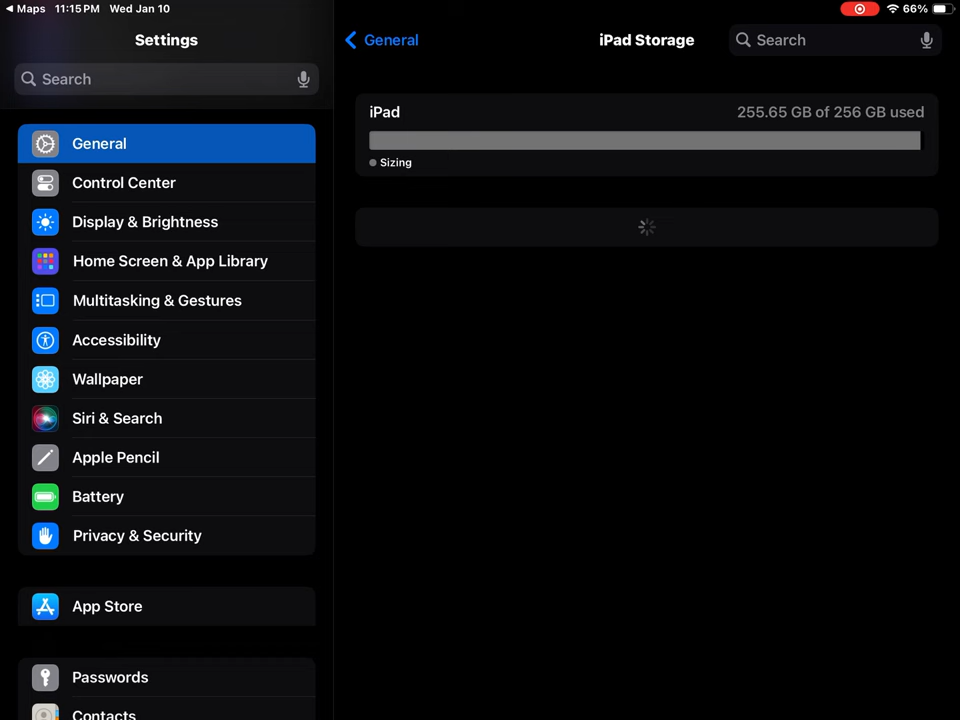 Maps 11:15 PM Wed Jan 10
66%
Settings
Search
General
Control Center
Display & Brightness
Home Screen & App Library
Multitasking & Gestures
Accessibility
Wallpaper
Siri & Search
Apple Pencil
Battery
Privacy & Security
App Store
Passwords
Contacts
General
iPad Storage
Search
iPad
255.65 GB of 256 GB used
Sizing